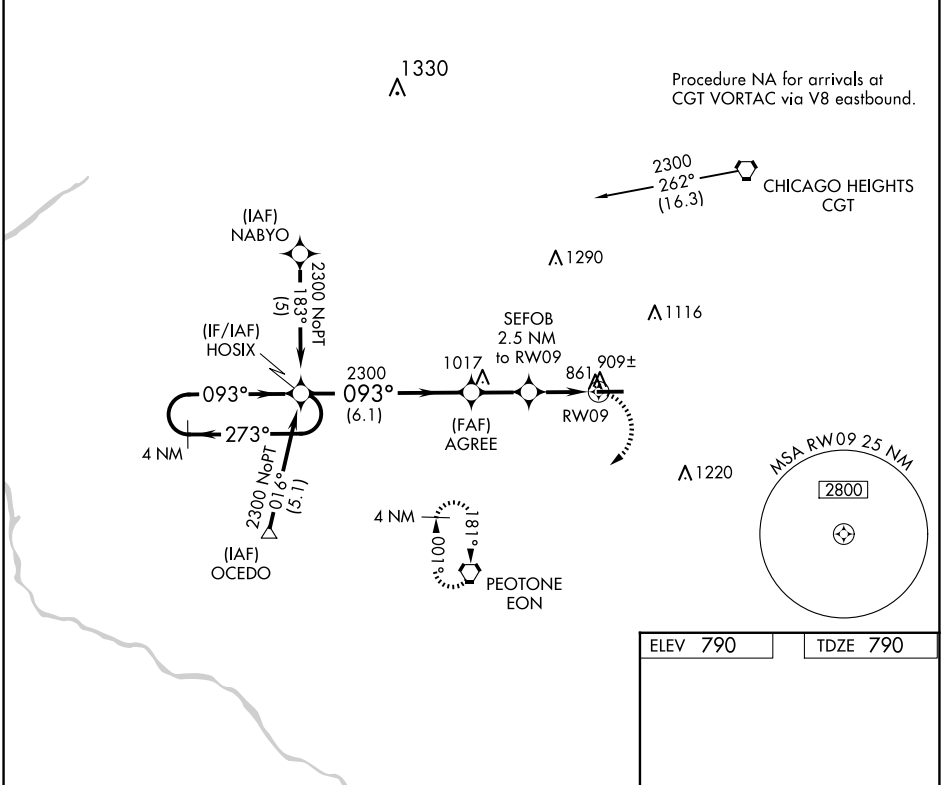 1330
Procedure NA for arrivals at
CGT VORTAC via V8 eastbound.
2300
262°
(16.3)
CHICAGO HEIGHTS
CGT
(IAF)
NABYO
2300 NoPT
183°
(5)
1290
1116
(IF/IAF)
HOSIX
SEFOB
2.5 NM
to RW09
2300
093°
(6.1)
1017
861
909±
093°
273°
4 NM
(FAF)
AGREE
RW09
2300 NoPT
016°
(5.1)
(IAF)
OCEDO
1220
MSA RW09 25 NM
2800
4 NM
181°
001°
PEOTONE
EON
ELEV 790
TDZE 790